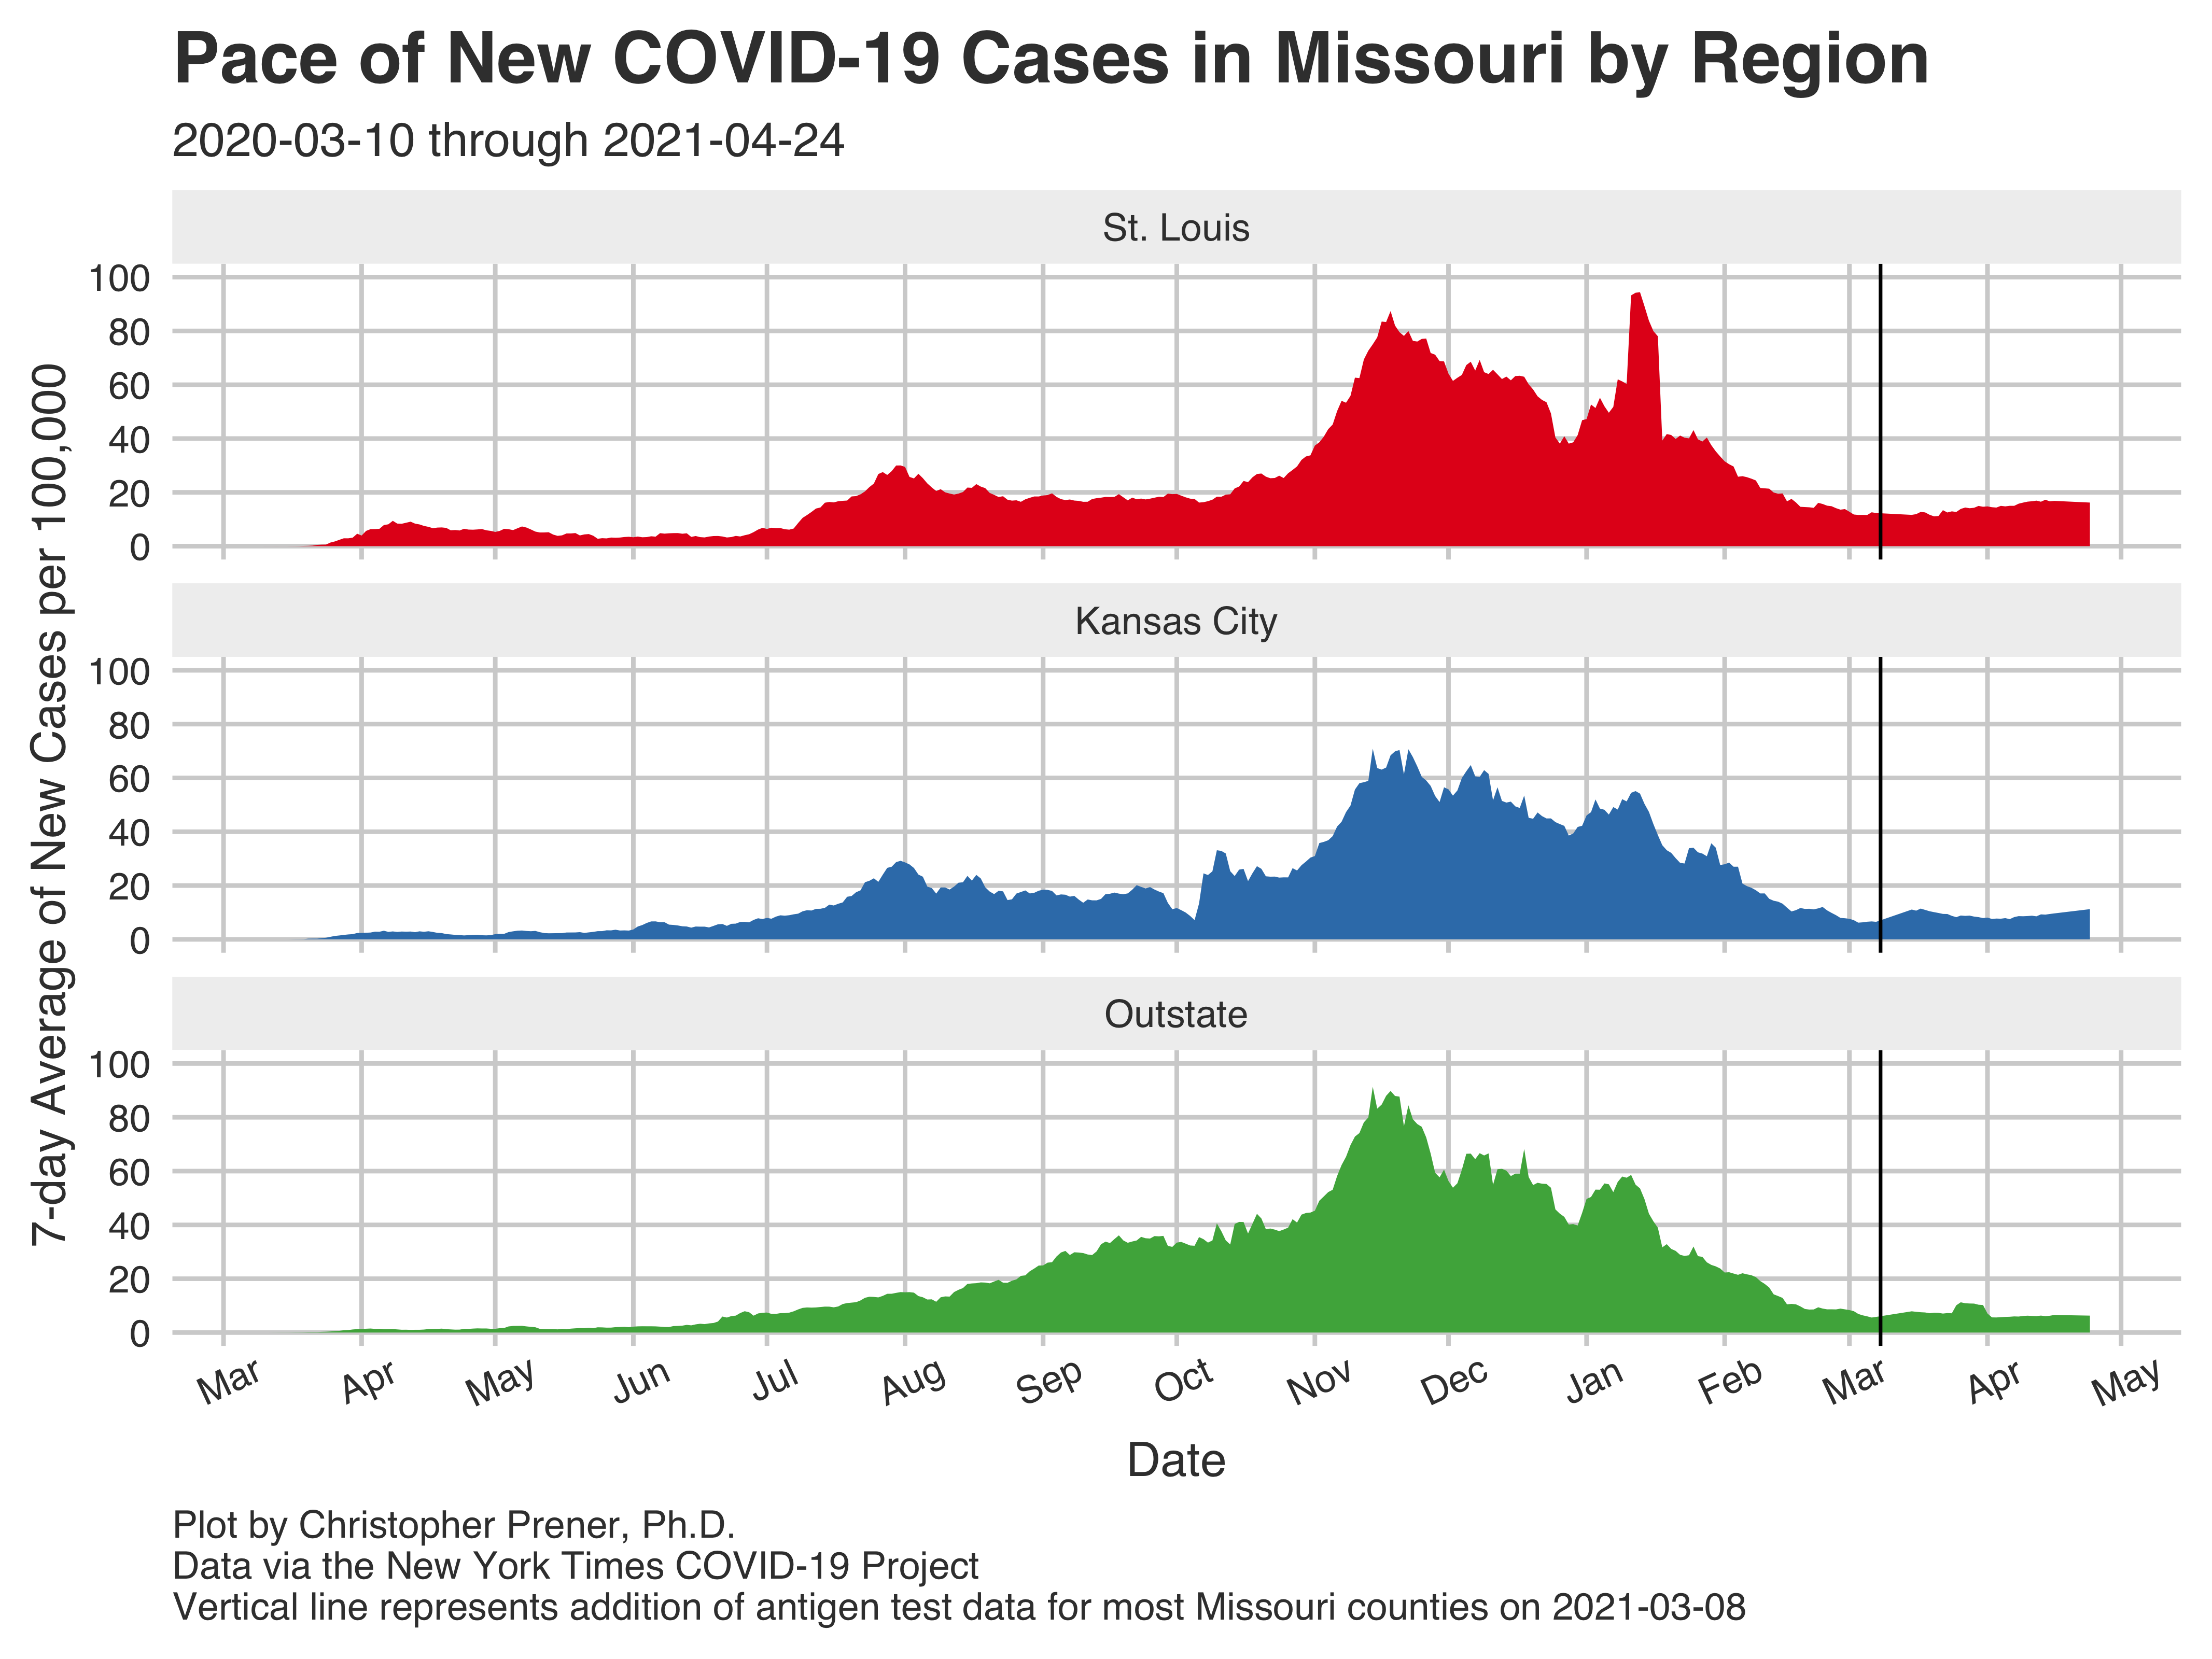 Pace of New COVID-19 Cases in Missouri by Region
2020-03-10 through 2021-04-24
7-day Average of New Cases per 100,000
St. Louis
100
80
60
40
20
0
Kansas City
100
80
60
40
20
0
Outstate
100
80
60
40
20
0
Mar Apr May Jun Jul Aug Sep Oct Nov Dec Jan Feb Mar Apr May
Date
Plot by Christopher Prener, Ph.D.
Data via the New York Times COVID-19 Project
Vertical line represents addition of antigen test data for most Missouri counties on 2021-03-08